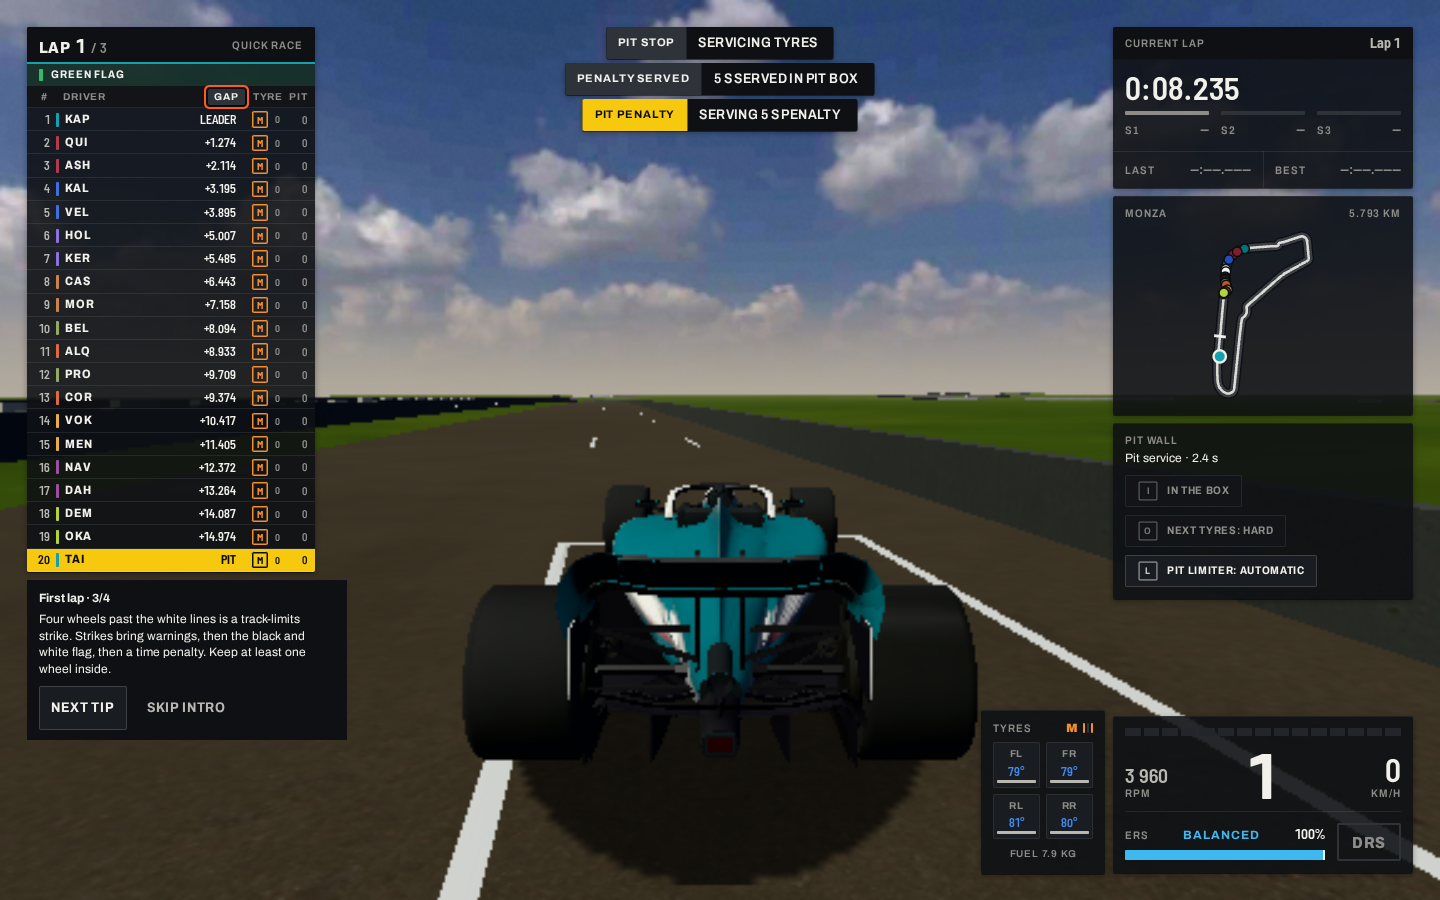 LAP 1 / 3 QUICK RACE
GREEN FLAG
# DRIVER GAP TYRE PIT
1 KAP LEADER M 0 0
2 QUI +1.274 M 0 0
3 ASH +2.114 M 0 0
4 KAL +3.195 M 0 0
5 VEL +3.895 M 0 0
6 HOL +5.007 M 0 0
7 KER +5.485 M 0 0
8 CAS +6.443 M 0 0
9 MOR +7.158 M 0 0
10 BEL +8.094 M 0 0
11 ALQ +8.933 M 0 0
12 PRO +9.709 M 0 0
13 COR +9.374 M 0 0
14 VOK +10.417 M 0 0
15 MEN +11.405 M 0 0
16 NAV +12.372 M 0 0
17 DAH +13.264 M 0 0
18 DEM +14.087 M 0 0
19 OKA +14.974 M 0 0
20 TAI PIT M 0 0
First lap · 3/4
Four wheels past the white lines is a track-limits
strike. Strikes bring warnings, then the black and
white flag, then a time penalty. Keep at least one
wheel inside.
NEXT TIP SKIP INTRO
PIT STOP SERVICING TYRES
PENALTY SERVED 5 S SERVED IN PIT BOX
PIT PENALTY SERVING 5 S PENALTY
CURRENT LAP Lap 1
0:08.235
S1 – S2 – S3 –
LAST –:––.––– BEST –:––.–––
MONZA 5.793 KM
PIT WALL
Pit service · 2.4 s
I IN THE BOX
O NEXT TYRES: HARD
L PIT LIMITER: AUTOMATIC
TYRES M
FL FR
79° 79°
RL RR
81° 80°
FUEL 7.9 KG
3 960 1 0
RPM KM/H
ERS BALANCED 100% DRS